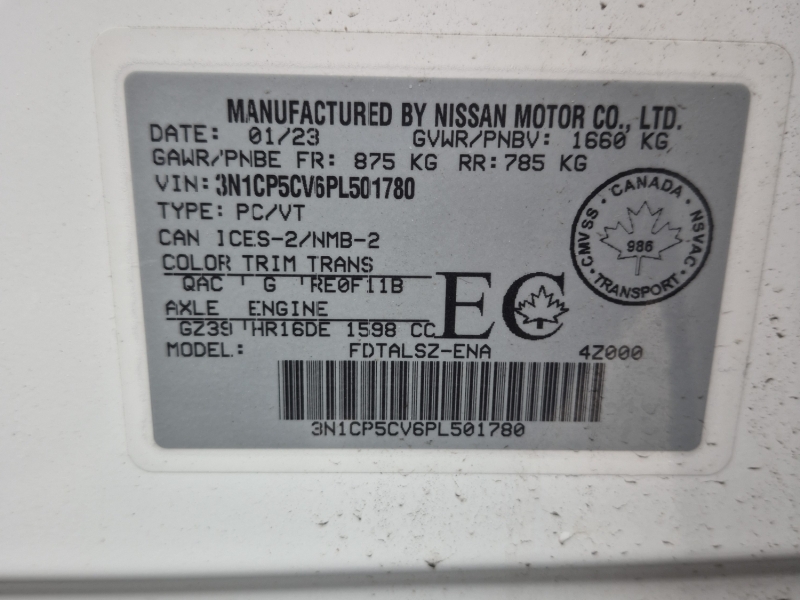 MANUFACTURED BY NISSAN MOTOR CO., LTD.
DATE: 01/23 GVWR/PNBV: 1660 KG
GAWR/PNBE FR: 875 KG RR: 785 KG
VIN: 3N1CP5CV6PL501780
TYPE: PC/VT
CAN ICES-2/NMB-2
COLOR TRIM TRANS
QAC G RE0F11B
AXLE ENGINE
GZ39 HR16DE 1598 CC
EC
CANADA
CMVSS 986 NSVAC
TRANSPORT
MODEL: FDTALSZ-ENA 4Z000
3N1CP5CV6PL501780